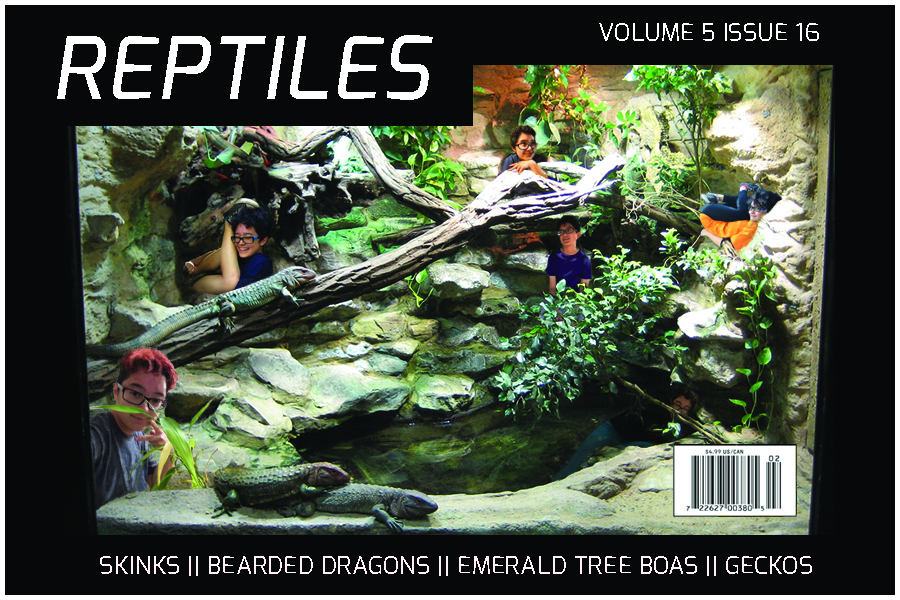 REPTILES
VOLUME 5 ISSUE 16
$4.99 US/CAN
02
7 22627 00380 5
SKINKS || BEARDED DRAGONS || EMERALD TREE BOAS || GECKOS